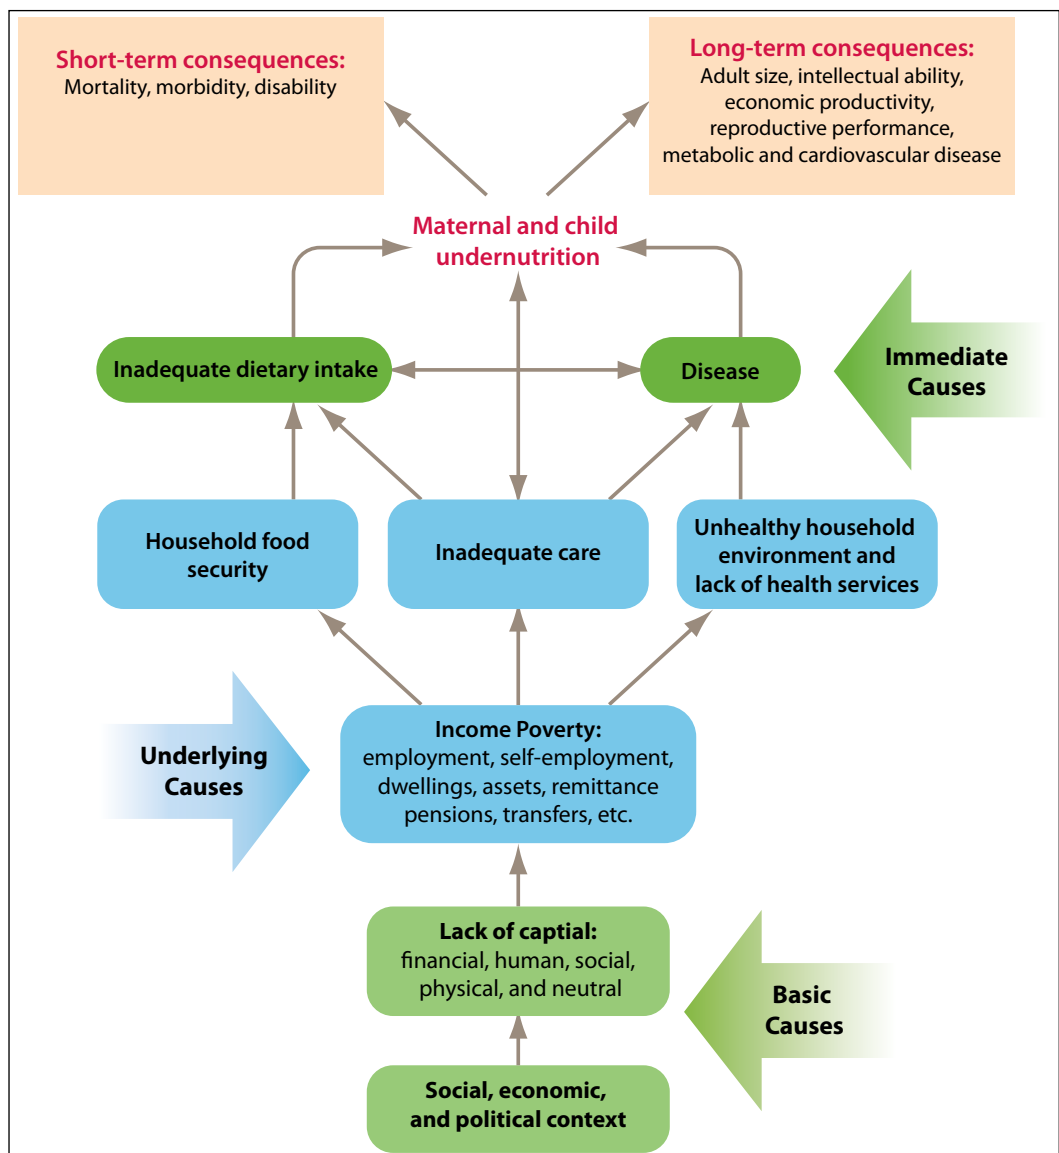 Short-term consequences:
Mortality, morbidity, disability
Long-term consequences:
Adult size, intellectual ability,
economic productivity,
reproductive performance,
metabolic and cardiovascular disease
Maternal and child
undernutrition
Inadequate dietary intake
Disease
Immediate
Causes
Household food
security
Inadequate care
Unhealthy household
environment and
lack of health services
Underlying
Causes
Income Poverty:
employment, self-employment,
dwellings, assets, remittance
pensions, transfers, etc.
Lack of captial:
financial, human, social,
physical, and neutral
Basic
Causes
Social, economic,
and political context